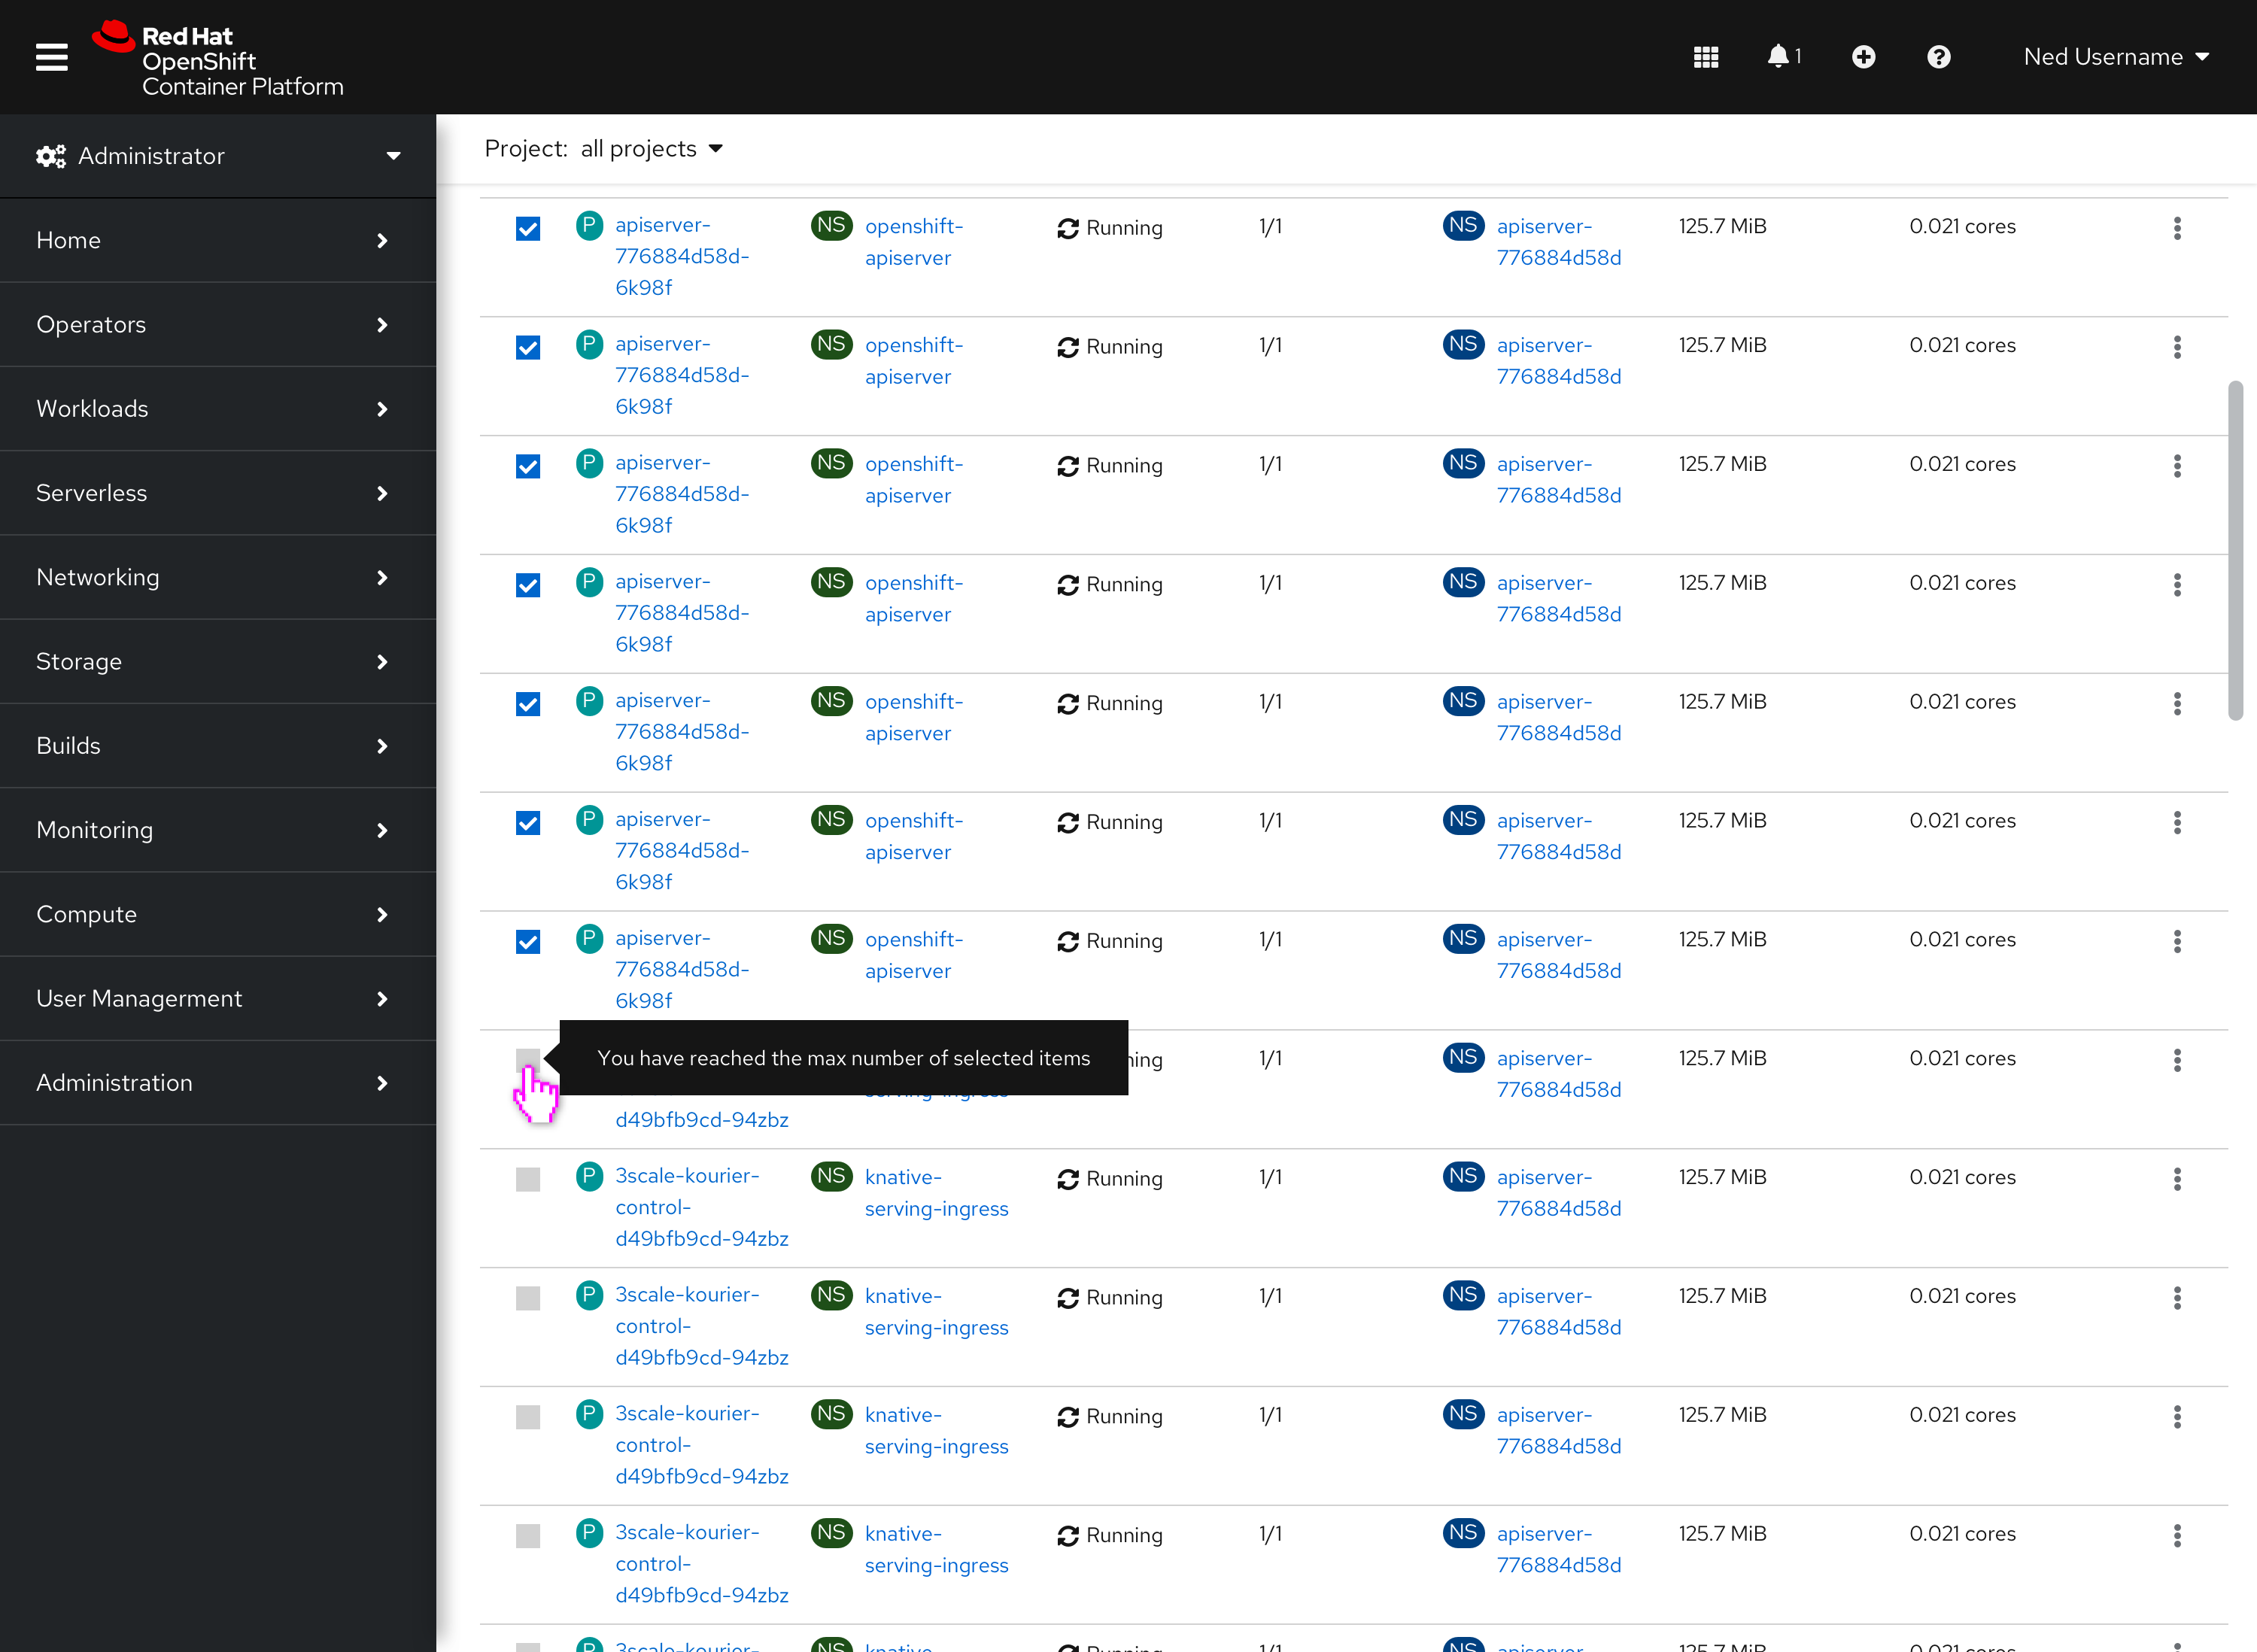 Red Hat
OpenShift
Container Platform
1
Ned Username
Administrator
Home
Operators
Workloads
Serverless
Networking
Storage
Builds
Monitoring
Compute
User Managerment
Administration
Project: all projects
P apiserver- NS openshift- Running 1/1 NS apiserver- 125.7 MiB 0.021 cores
776884d58d- apiserver 776884d58d
6k98f
P apiserver- NS openshift- Running 1/1 NS apiserver- 125.7 MiB 0.021 cores
776884d58d- apiserver 776884d58d
6k98f
P apiserver- NS openshift- Running 1/1 NS apiserver- 125.7 MiB 0.021 cores
776884d58d- apiserver 776884d58d
6k98f
P apiserver- NS openshift- Running 1/1 NS apiserver- 125.7 MiB 0.021 cores
776884d58d- apiserver 776884d58d
6k98f
P apiserver- NS openshift- Running 1/1 NS apiserver- 125.7 MiB 0.021 cores
776884d58d- apiserver 776884d58d
6k98f
P apiserver- NS openshift- Running 1/1 NS apiserver- 125.7 MiB 0.021 cores
776884d58d- apiserver 776884d58d
6k98f
P apiserver- NS openshift- Running 1/1 NS apiserver- 125.7 MiB 0.021 cores
776884d58d- apiserver 776884d58d
6k98f
You have reached the max number of selected items 1/1 NS apiserver- 125.7 MiB 0.021 cores
776884d58d
d49bfb9cd-94zbz
P 3scale-kourier- NS knative- Running 1/1 NS apiserver- 125.7 MiB 0.021 cores
control- serving-ingress 776884d58d
d49bfb9cd-94zbz
P 3scale-kourier- NS knative- Running 1/1 NS apiserver- 125.7 MiB 0.021 cores
control- serving-ingress 776884d58d
d49bfb9cd-94zbz
P 3scale-kourier- NS knative- Running 1/1 NS apiserver- 125.7 MiB 0.021 cores
control- serving-ingress 776884d58d
d49bfb9cd-94zbz
P 3scale-kourier- NS knative- Running 1/1 NS apiserver- 125.7 MiB 0.021 cores
control- serving-ingress 776884d58d
d49bfb9cd-94zbz